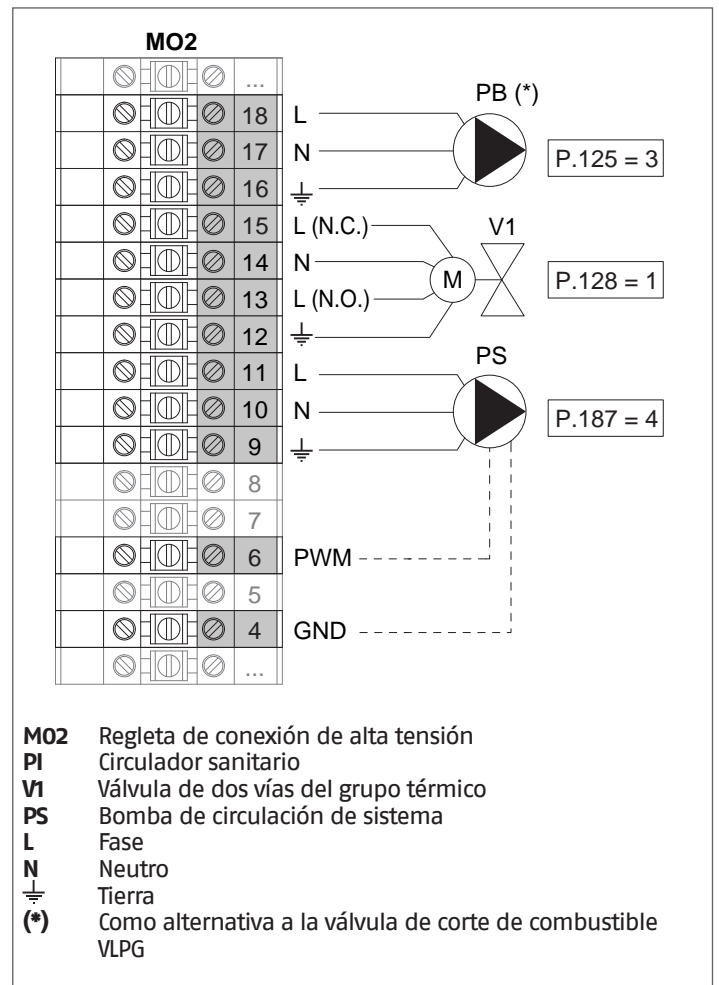 MO2
...
PB (*)
18 L
17 N
P.125 = 3
16
15 L (N.C.)
V1
14 N
M
P.128 = 1
13 L (N.O.)
12
PS
11 L
10 N
P.187 = 4
9
8
7
6 PWM
5
4 GND
...
M02 Regleta de conexión de alta tensión
PI Circulador sanitario
V1 Válvula de dos vías del grupo térmico
PS Bomba de circulación de sistema
L Fase
N Neutro
Tierra
(*) Como alternativa a la válvula de corte de combustible
VLPG